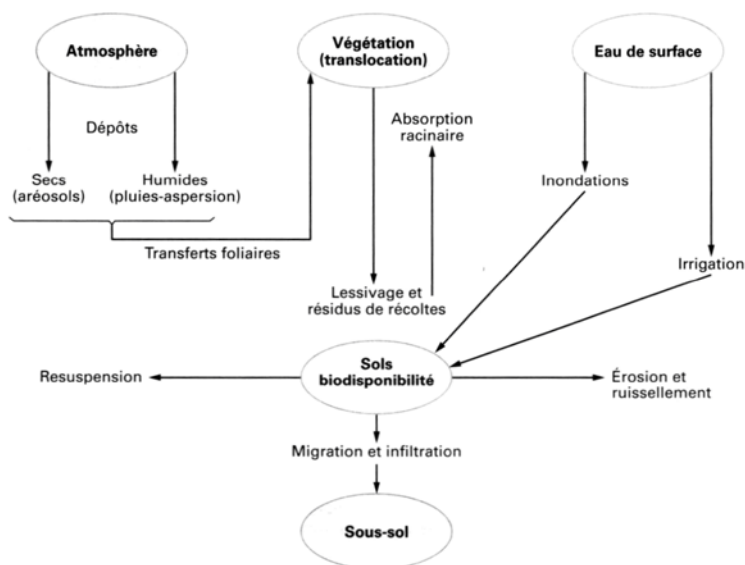 Atmosphère
Végétation
(translocation)
Eau de surface
Dépôts
Absorption
racinaire
Secs
(aréosols)
Humides
(pluies-aspersion)
Inondations
Transferts foliaires
Irrigation
Lessivage et
résidus de récoltes
Sols
biodisponibilité
Resuspension
Érosion et
ruissellement
Migration et infiltration
Sous-sol